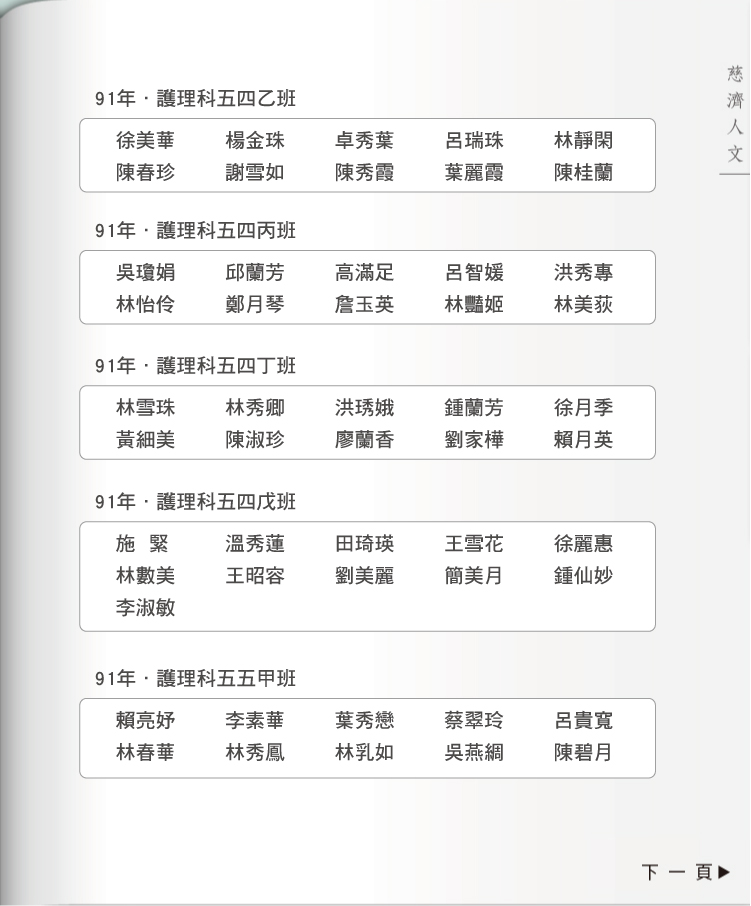 慈濟人文
91年·護理科五四乙班
徐美華 楊金珠 卓秀葉 呂瑞珠 林靜閑
陳春珍 謝雪如 陳秀霞 葉麗霞 陳桂蘭
91年·護理科五四丙班
吳瓊娟 邱蘭芳 高滿足 呂智媛 洪秀專
林怡伶 鄭月琴 詹玉英 林豔姬 林美荻
91年·護理科五四丁班
林雪珠 林秀卿 洪琇娥 鍾蘭芳 徐月季
黃細美 陳淑珍 廖蘭香 劉家樺 賴月英
91年·護理科五四戊班
施 緊 溫秀蓮 田琦瑛 王雪花 徐麗惠
林數美 王昭容 劉美麗 簡美月 鍾仙妙
李淑敏
91年·護理科五五甲班
賴亮妤 李素華 葉秀戀 蔡翠玲 呂貴寬
林春華 林秀鳳 林乳如 吳燕綢 陳碧月
下一頁▶